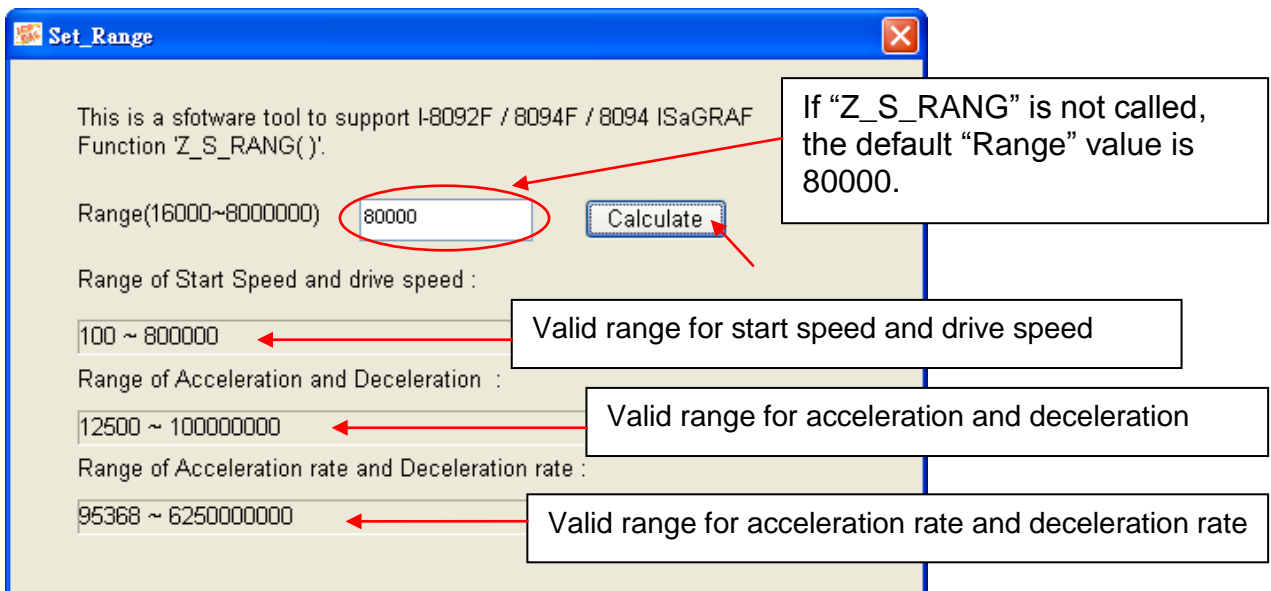 Set_Range
This is a sfotware tool to support I-8092F / 8094F / 8094 ISaGRAF
Function 'Z_S_RANG( )'.
If “Z_S_RANG” is not called,
the default “Range” value is
80000.
Range(16000~8000000)
80000
Calculate
Range of Start Speed and drive speed :
100 ~ 800000
Valid range for start speed and drive speed
Range of Acceleration and Deceleration :
12500 ~ 100000000
Valid range for acceleration and deceleration
Range of Acceleration rate and Deceleration rate :
95368 ~ 6250000000
Valid range for acceleration rate and deceleration rate